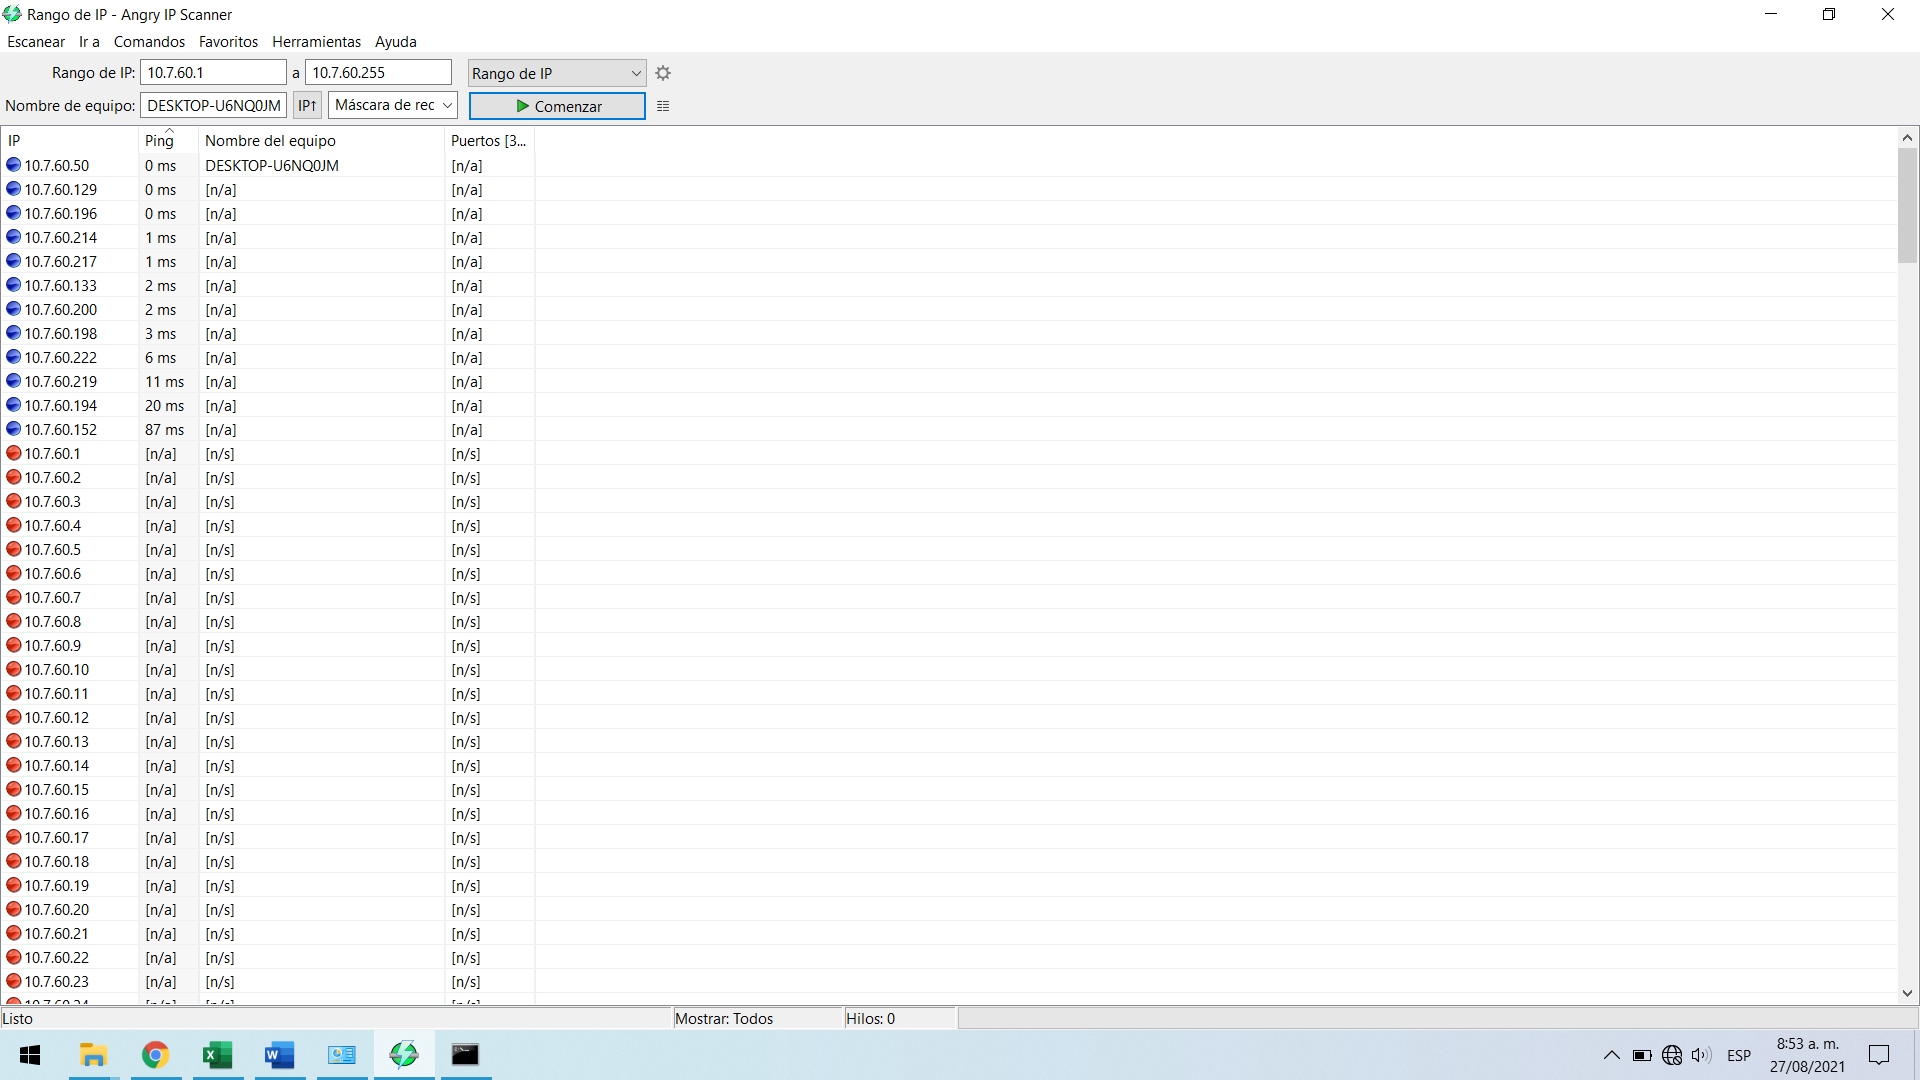 Rango de IP - Angry IP Scanner
Escanear Ir a Comandos Favoritos Herramientas Ayuda
Rango de IP: 10.7.60.1 a 10.7.60.255 Rango de IP
Nombre de equipo: DESKTOP-U6NQ0JM IP↑ Máscara de rec Comenzar
IP Ping Nombre del equipo Puertos [3...
10.7.60.50 0 ms DESKTOP-U6NQ0JM [n/a]
10.7.60.129 0 ms [n/a] [n/a]
10.7.60.196 0 ms [n/a] [n/a]
10.7.60.214 1 ms [n/a] [n/a]
10.7.60.217 1 ms [n/a] [n/a]
10.7.60.133 2 ms [n/a] [n/a]
10.7.60.200 2 ms [n/a] [n/a]
10.7.60.198 3 ms [n/a] [n/a]
10.7.60.222 6 ms [n/a] [n/a]
10.7.60.219 11 ms [n/a] [n/a]
10.7.60.194 20 ms [n/a] [n/a]
10.7.60.152 87 ms [n/a] [n/a]
10.7.60.1 [n/a] [n/s] [n/s]
10.7.60.2 [n/a] [n/s] [n/s]
10.7.60.3 [n/a] [n/s] [n/s]
10.7.60.4 [n/a] [n/s] [n/s]
10.7.60.5 [n/a] [n/s] [n/s]
10.7.60.6 [n/a] [n/s] [n/s]
10.7.60.7 [n/a] [n/s] [n/s]
10.7.60.8 [n/a] [n/s] [n/s]
10.7.60.9 [n/a] [n/s] [n/s]
10.7.60.10 [n/a] [n/s] [n/s]
10.7.60.11 [n/a] [n/s] [n/s]
10.7.60.12 [n/a] [n/s] [n/s]
10.7.60.13 [n/a] [n/s] [n/s]
10.7.60.14 [n/a] [n/s] [n/s]
10.7.60.15 [n/a] [n/s] [n/s]
10.7.60.16 [n/a] [n/s] [n/s]
10.7.60.17 [n/a] [n/s] [n/s]
10.7.60.18 [n/a] [n/s] [n/s]
10.7.60.19 [n/a] [n/s] [n/s]
10.7.60.20 [n/a] [n/s] [n/s]
10.7.60.21 [n/a] [n/s] [n/s]
10.7.60.22 [n/a] [n/s] [n/s]
10.7.60.23 [n/a] [n/s] [n/s]
Listo Mostrar: Todos Hilos: 0
ESP 8:53 a. m.
27/08/2021